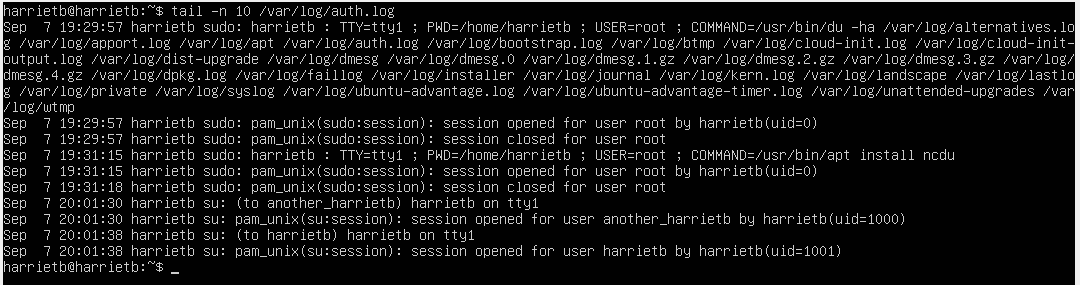 harrietb@harrietb:~$ tail -n 10 /var/log/auth.log
Sep  7 19:29:57 harrietb sudo: harrietb : TTY=tty1 ; PWD=/home/harrietb ; USER=root ; COMMAND=/usr/bin/du -ha /var/log/alternatives.lo
g /var/log/apport.log /var/log/apt /var/log/auth.log /var/log/bootstrap.log /var/log/btmp /var/log/cloud-init.log /var/log/cloud-init-
output.log /var/log/dist-upgrade /var/log/dmesg /var/log/dmesg.0 /var/log/dmesg.1.gz /var/log/dmesg.2.gz /var/log/dmesg.3.gz /var/log/
dmesg.4.gz /var/log/dpkg.log /var/log/faillog /var/log/installer /var/log/journal /var/log/kern.log /var/log/landscape /var/log/lastlo
g /var/log/private /var/log/syslog /var/log/ubuntu-advantage.log /var/log/ubuntu-advantage-timer.log /var/log/unattended-upgrades /var
/log/wtmp
Sep  7 19:29:57 harrietb sudo: pam_unix(sudo:session): session opened for user root by harrietb(uid=0)
Sep  7 19:29:57 harrietb sudo: pam_unix(sudo:session): session closed for user root
Sep  7 19:31:15 harrietb sudo: harrietb : TTY=tty1 ; PWD=/home/harrietb ; USER=root ; COMMAND=/usr/bin/apt install ncdu
Sep  7 19:31:15 harrietb sudo: pam_unix(sudo:session): session opened for user root by harrietb(uid=0)
Sep  7 19:31:18 harrietb sudo: pam_unix(sudo:session): session closed for user root
Sep  7 20:01:30 harrietb su: (to another_harrietb) harrietb on tty1
Sep  7 20:01:30 harrietb su: pam_unix(su:session): session opened for user another_harrietb by harrietb(uid=1000)
Sep  7 20:01:38 harrietb su: (to harrietb) harrietb on tty1
Sep  7 20:01:38 harrietb su: pam_unix(su:session): session opened for user harrietb by harrietb(uid=1001)
harrietb@harrietb:~$ _